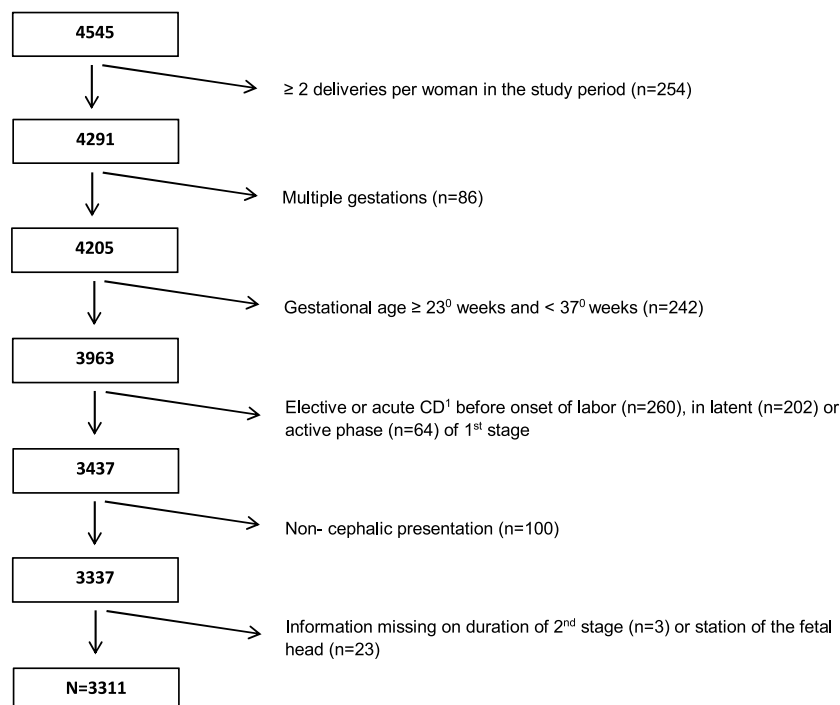 4545
≥ 2 deliveries per woman in the study period (n=254)
4291
Multiple gestations (n=86)
4205
Gestational age ≥ 23⁰ weeks and < 37⁰ weeks (n=242)
3963
Elective or acute CD¹ before onset of labor (n=260), in latent (n=202) or
active phase (n=64) of 1ˢᵗ stage
3437
Non- cephalic presentation (n=100)
3337
Information missing on duration of 2ⁿᵈ stage (n=3) or station of the fetal
head (n=23)
N=3311